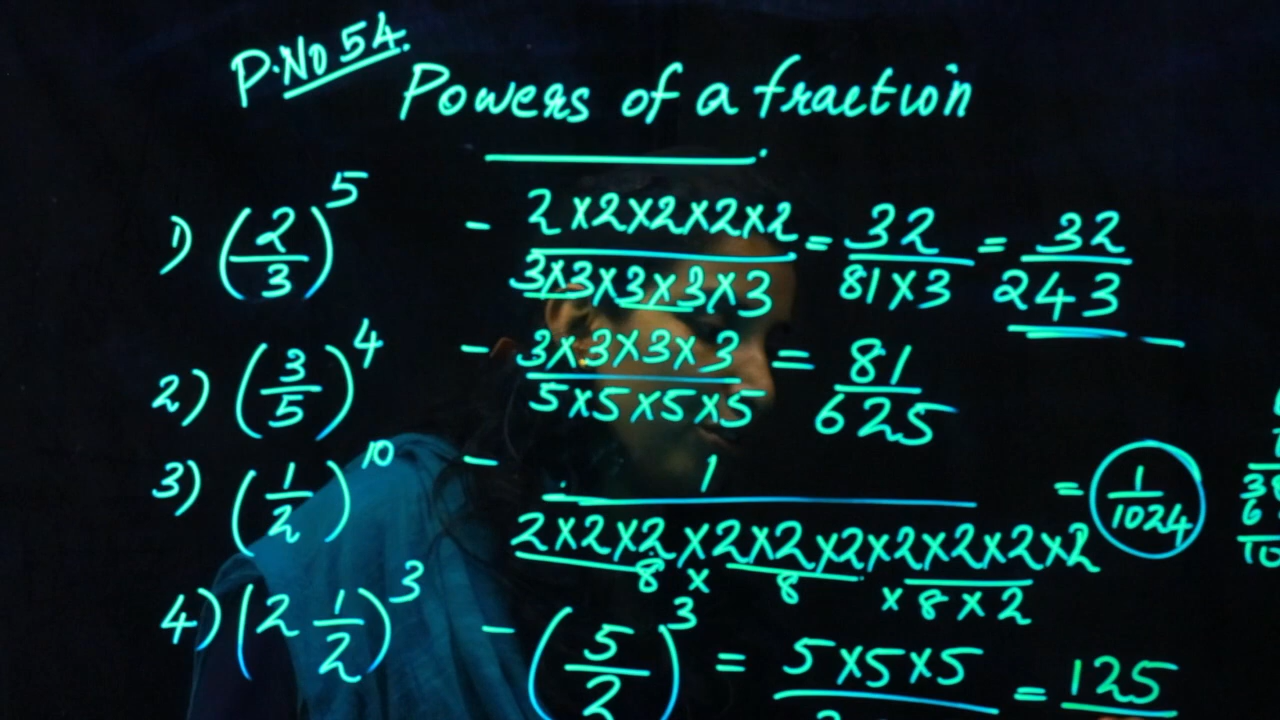 P.No 54.
Powers of a fraction
1) (2/3)^5 - 2×2×2×2×2 / 3×3×3×3×3 = 32 / 81×3 = 32/243
2) (3/5)^4 - 3×3×3×3 / 5×5×5×5 = 81/625
3) (1/2)^10 - 1 / 2×2×2×2×2×2×2×2×2×2 = 1/1024
8 × 8 × 8 × 2
4) (2 1/2)^3 - (5/2)^3 = 5×5×5 = 125